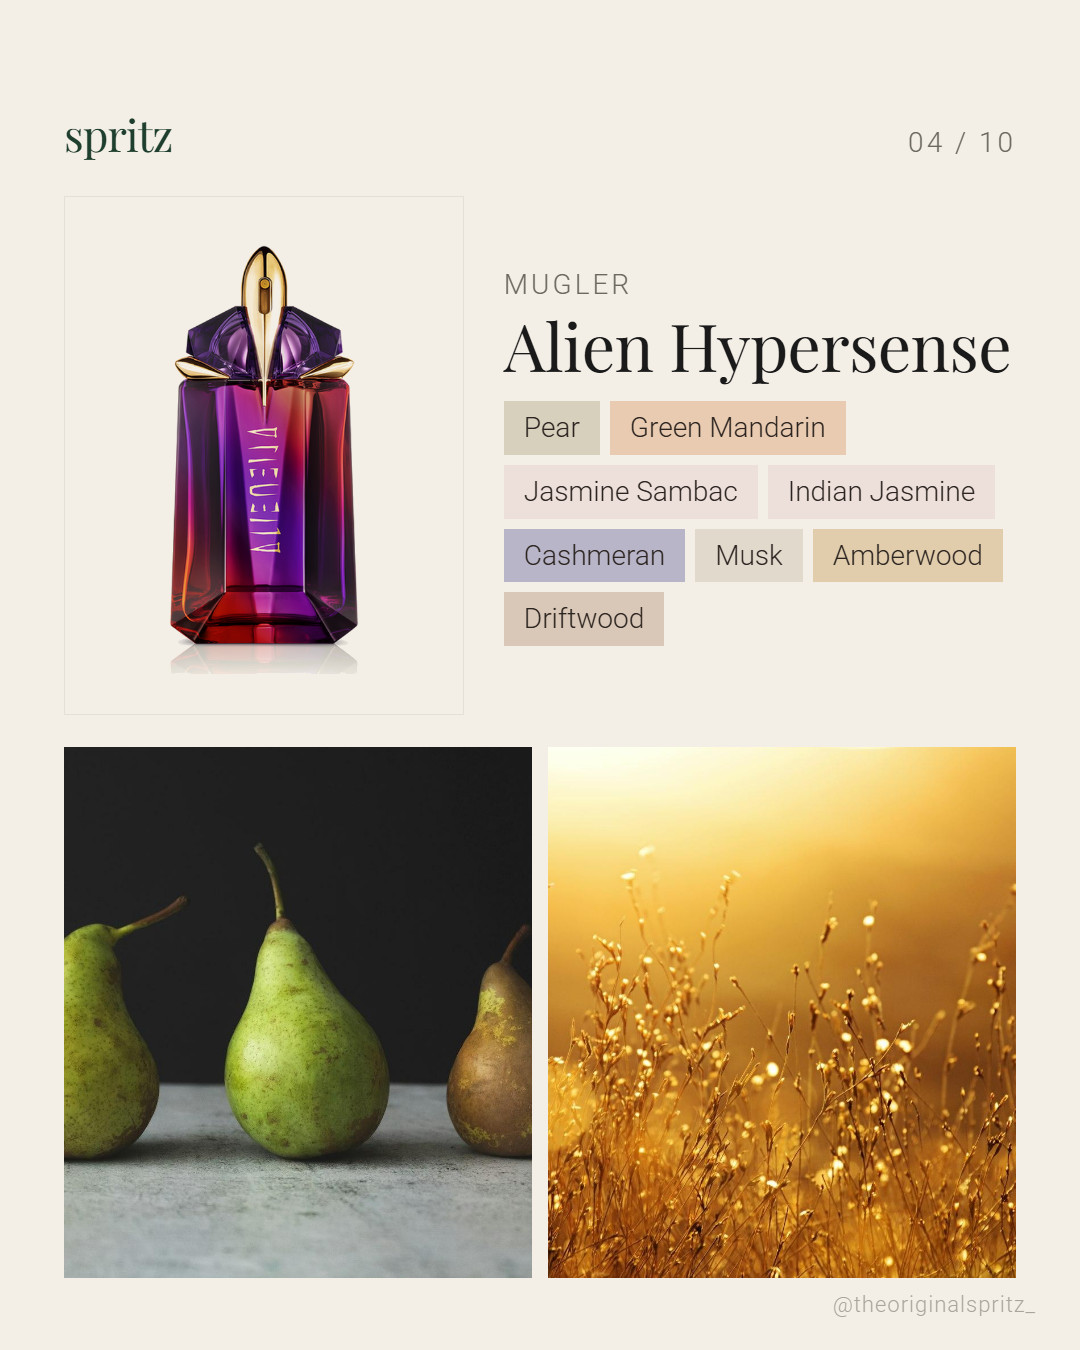 spritz
04 / 10
MUGLER
Alien Hypersense
Pear
Green Mandarin
Jasmine Sambac
Indian Jasmine
Cashmeran
Musk
Amberwood
Driftwood
@theoriginalspritz_